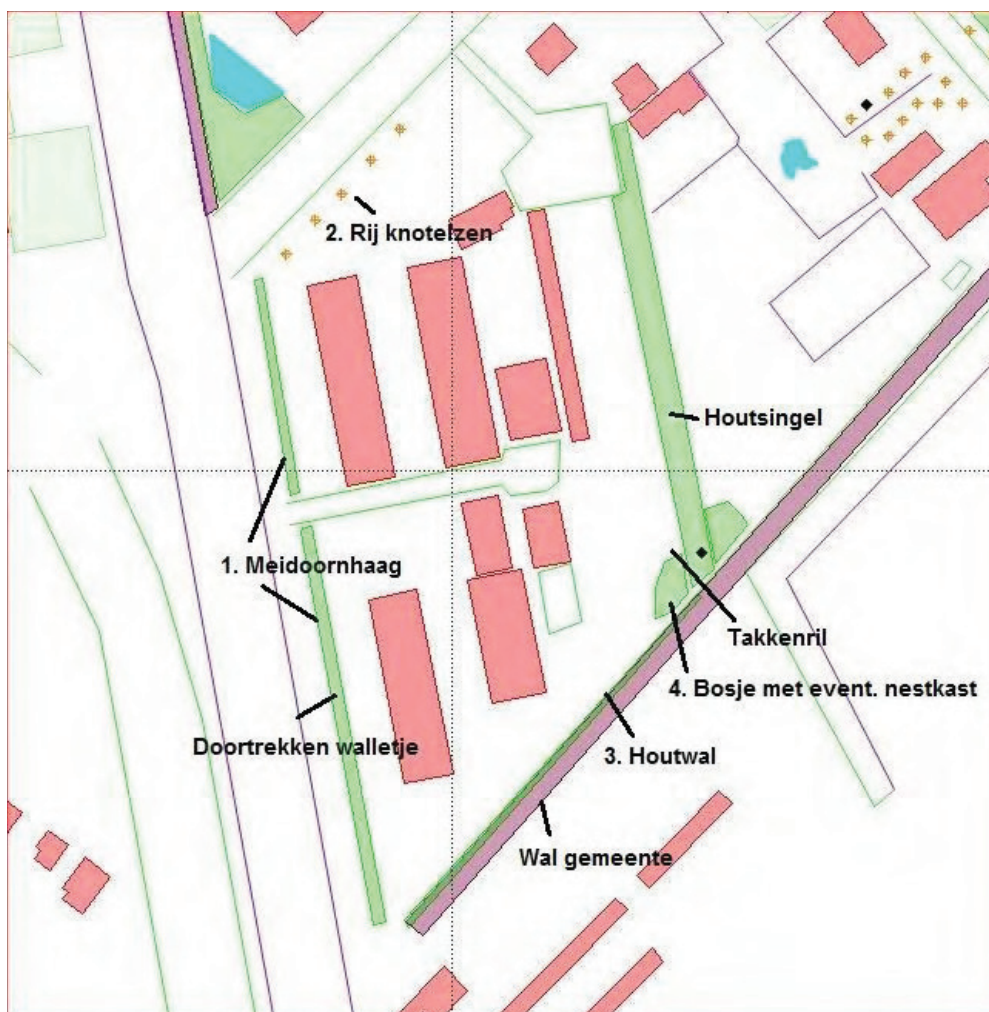 2. Rij knotelzen
Houtsingel
1. Meidoornhaag
Takkenril
4. Bosje met event. nestkast
Doortrekken walletje
3. Houtwal
Wal gemeente